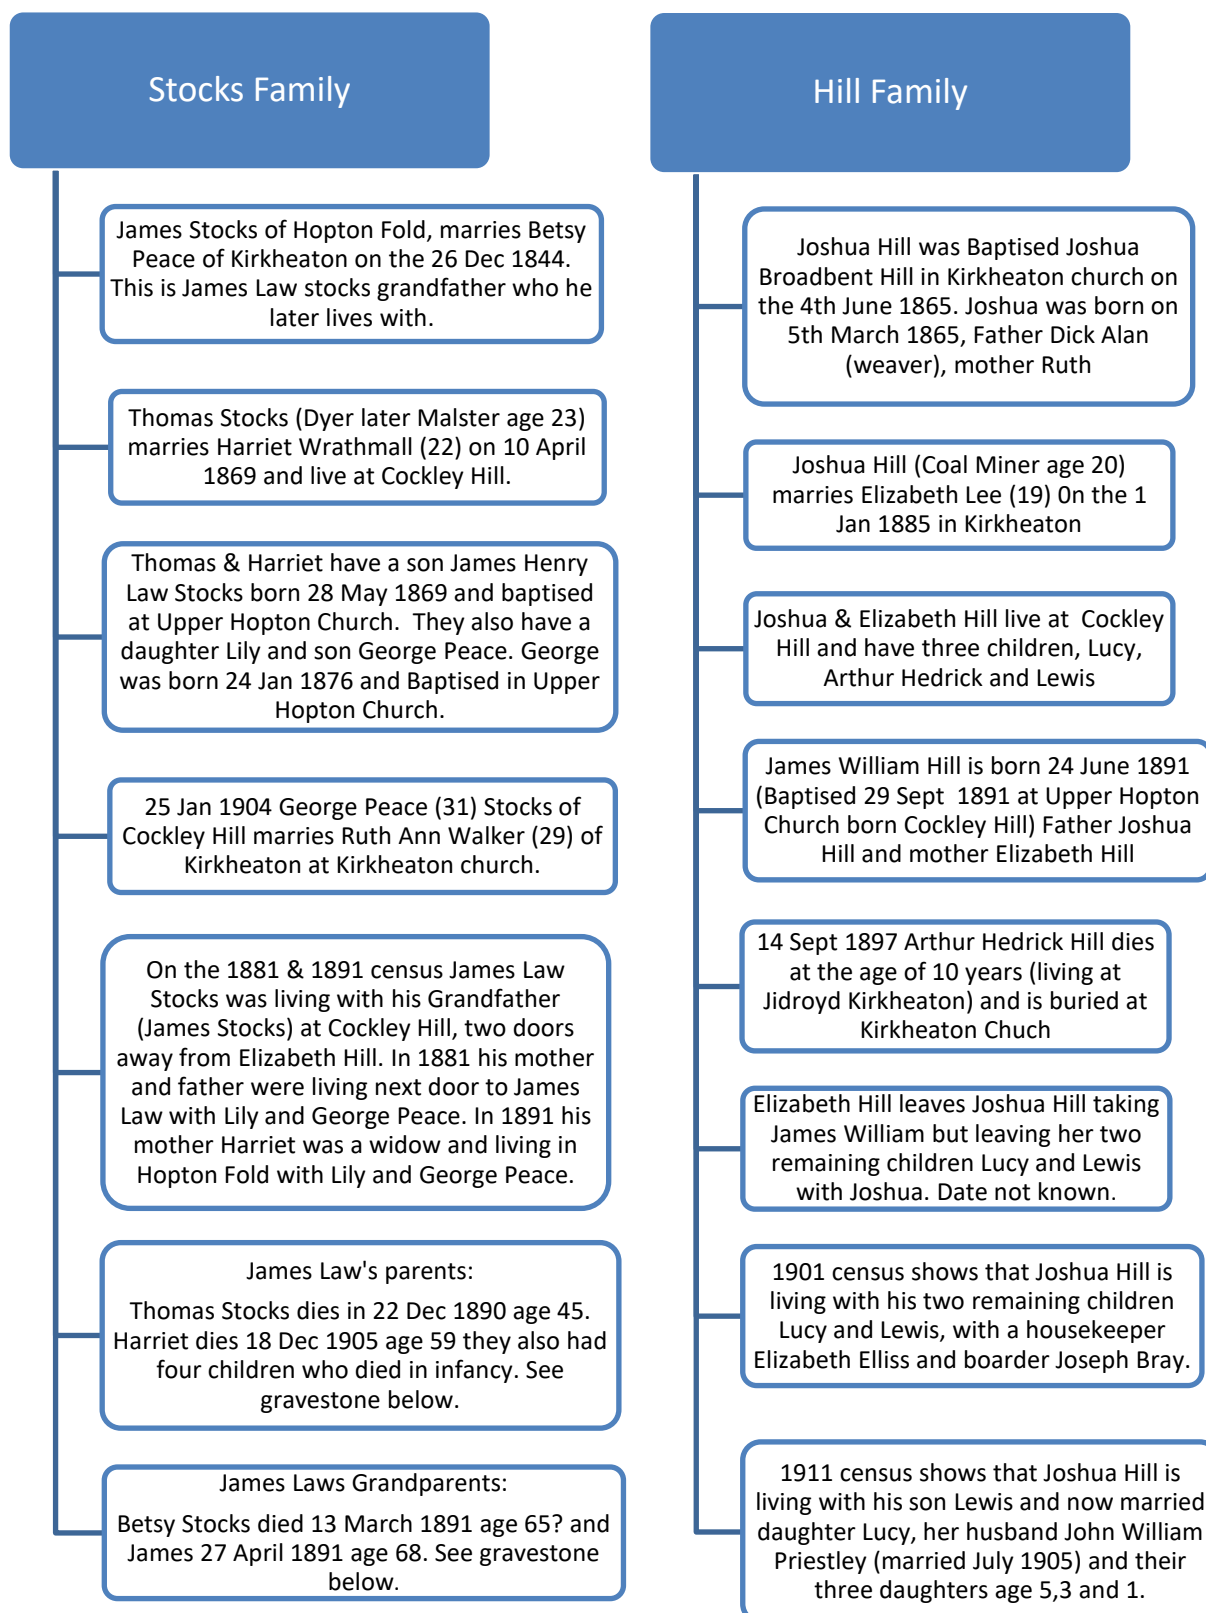 Stocks Family
James Stocks of Hopton Fold, marries Betsy
Peace of Kirkheaton on the 26 Dec 1844.
This is James Law stocks grandfather who he
later lives with.
Thomas Stocks (Dyer later Malster age 23)
marries Harriet Wrathmall (22) on 10 April
1869 and live at Cockley Hill.
Thomas & Harriet have a son James Henry
Law Stocks born 28 May 1869 and baptised
at Upper Hopton Church.  They also have a
daughter Lily and son George Peace. George
was born 24 Jan 1876 and Baptised in Upper
Hopton Church.
25 Jan 1904 George Peace (31) Stocks of
Cockley Hill marries Ruth Ann Walker (29) of
Kirkheaton at Kirkheaton church.
On the 1881 & 1891 census James Law
Stocks was living with his Grandfather
(James Stocks) at Cockley Hill, two doors
away from Elizabeth Hill. In 1881 his mother
and father were living next door to James
Law with Lily and George Peace. In 1891 his
mother Harriet was a widow and living in
Hopton Fold with Lily and George Peace.
James Law's parents:
Thomas Stocks dies in 22 Dec 1890 age 45.
Harriet dies 18 Dec 1905 age 59 they also had
four children who died in infancy. See
gravestone below.
James Laws Grandparents:
Betsy Stocks died 13 March 1891 age 65? and
James 27 April 1891 age 68. See gravestone
below.
Hill Family
Joshua Hill was Baptised Joshua
Broadbent Hill in Kirkheaton church on
the 4th June 1865. Joshua was born on
5th March 1865, Father Dick Alan
(weaver), mother Ruth
Joshua Hill (Coal Miner age 20)
marries Elizabeth Lee (19) 0n the 1
Jan 1885 in Kirkheaton
Joshua & Elizabeth Hill live at  Cockley
Hill and have three children, Lucy,
Arthur Hedrick and Lewis
James William Hill is born 24 June 1891
(Baptised 29 Sept  1891 at Upper Hopton
Church born Cockley Hill) Father Joshua
Hill and mother Elizabeth Hill
14 Sept 1897 Arthur Hedrick Hill dies
at the age of 10 years (living at
Jidroyd Kirkheaton) and is buried at
Kirkheaton Chuch
Elizabeth Hill leaves Joshua Hill taking
James William but leaving her two
remaining children Lucy and Lewis
with Joshua. Date not known.
1901 census shows that Joshua Hill is
living with his two remaining children
Lucy and Lewis, with a housekeeper
Elizabeth Elliss and boarder Joseph Bray.
1911 census shows that Joshua Hill is
living with his son Lewis and now married
daughter Lucy, her husband John William
Priestley (married July 1905) and their
three daughters age 5,3 and 1.